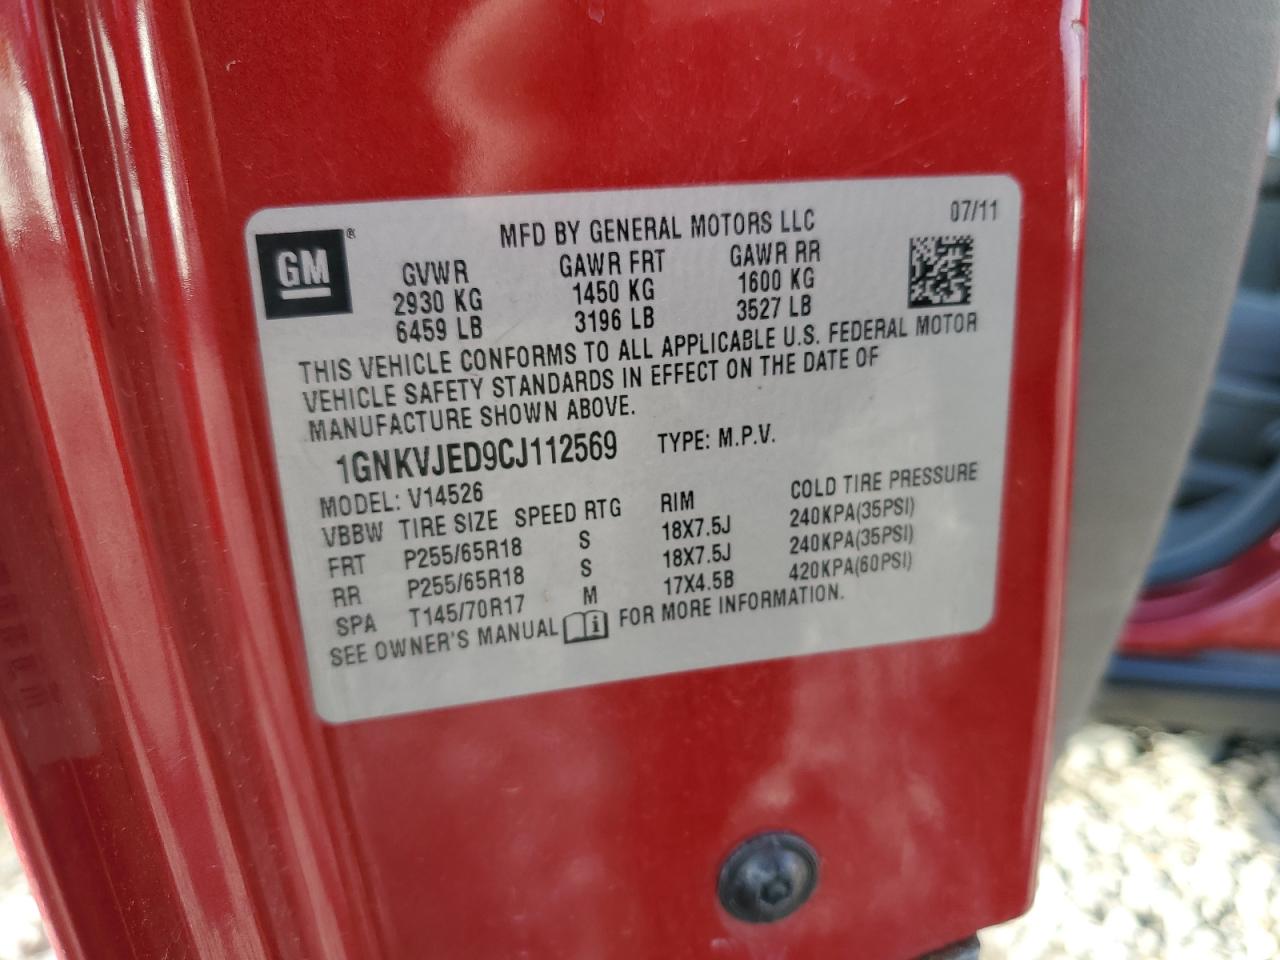 07/11
GM®
MFD BY GENERAL MOTORS LLC
GVWR GAWR FRT GAWR RR
2930 KG 1450 KG 1600 KG
6459 LB 3196 LB 3527 LB
THIS VEHICLE CONFORMS TO ALL APPLICABLE U.S. FEDERAL MOTOR
VEHICLE SAFETY STANDARDS IN EFFECT ON THE DATE OF
MANUFACTURE SHOWN ABOVE.
1GNKVJED9CJ112569 TYPE: M.P.V.
MODEL: V14526
VBBW TIRE SIZE SPEED RTG RIM COLD TIRE PRESSURE
FRT P255/65R18 S 18X7.5J 240KPA(35PSI)
RR P255/65R18 S 18X7.5J 240KPA(35PSI)
SPA T145/70R17 M 17X4.5B 420KPA(60PSI)
SEE OWNER'S MANUAL i FOR MORE INFORMATION.